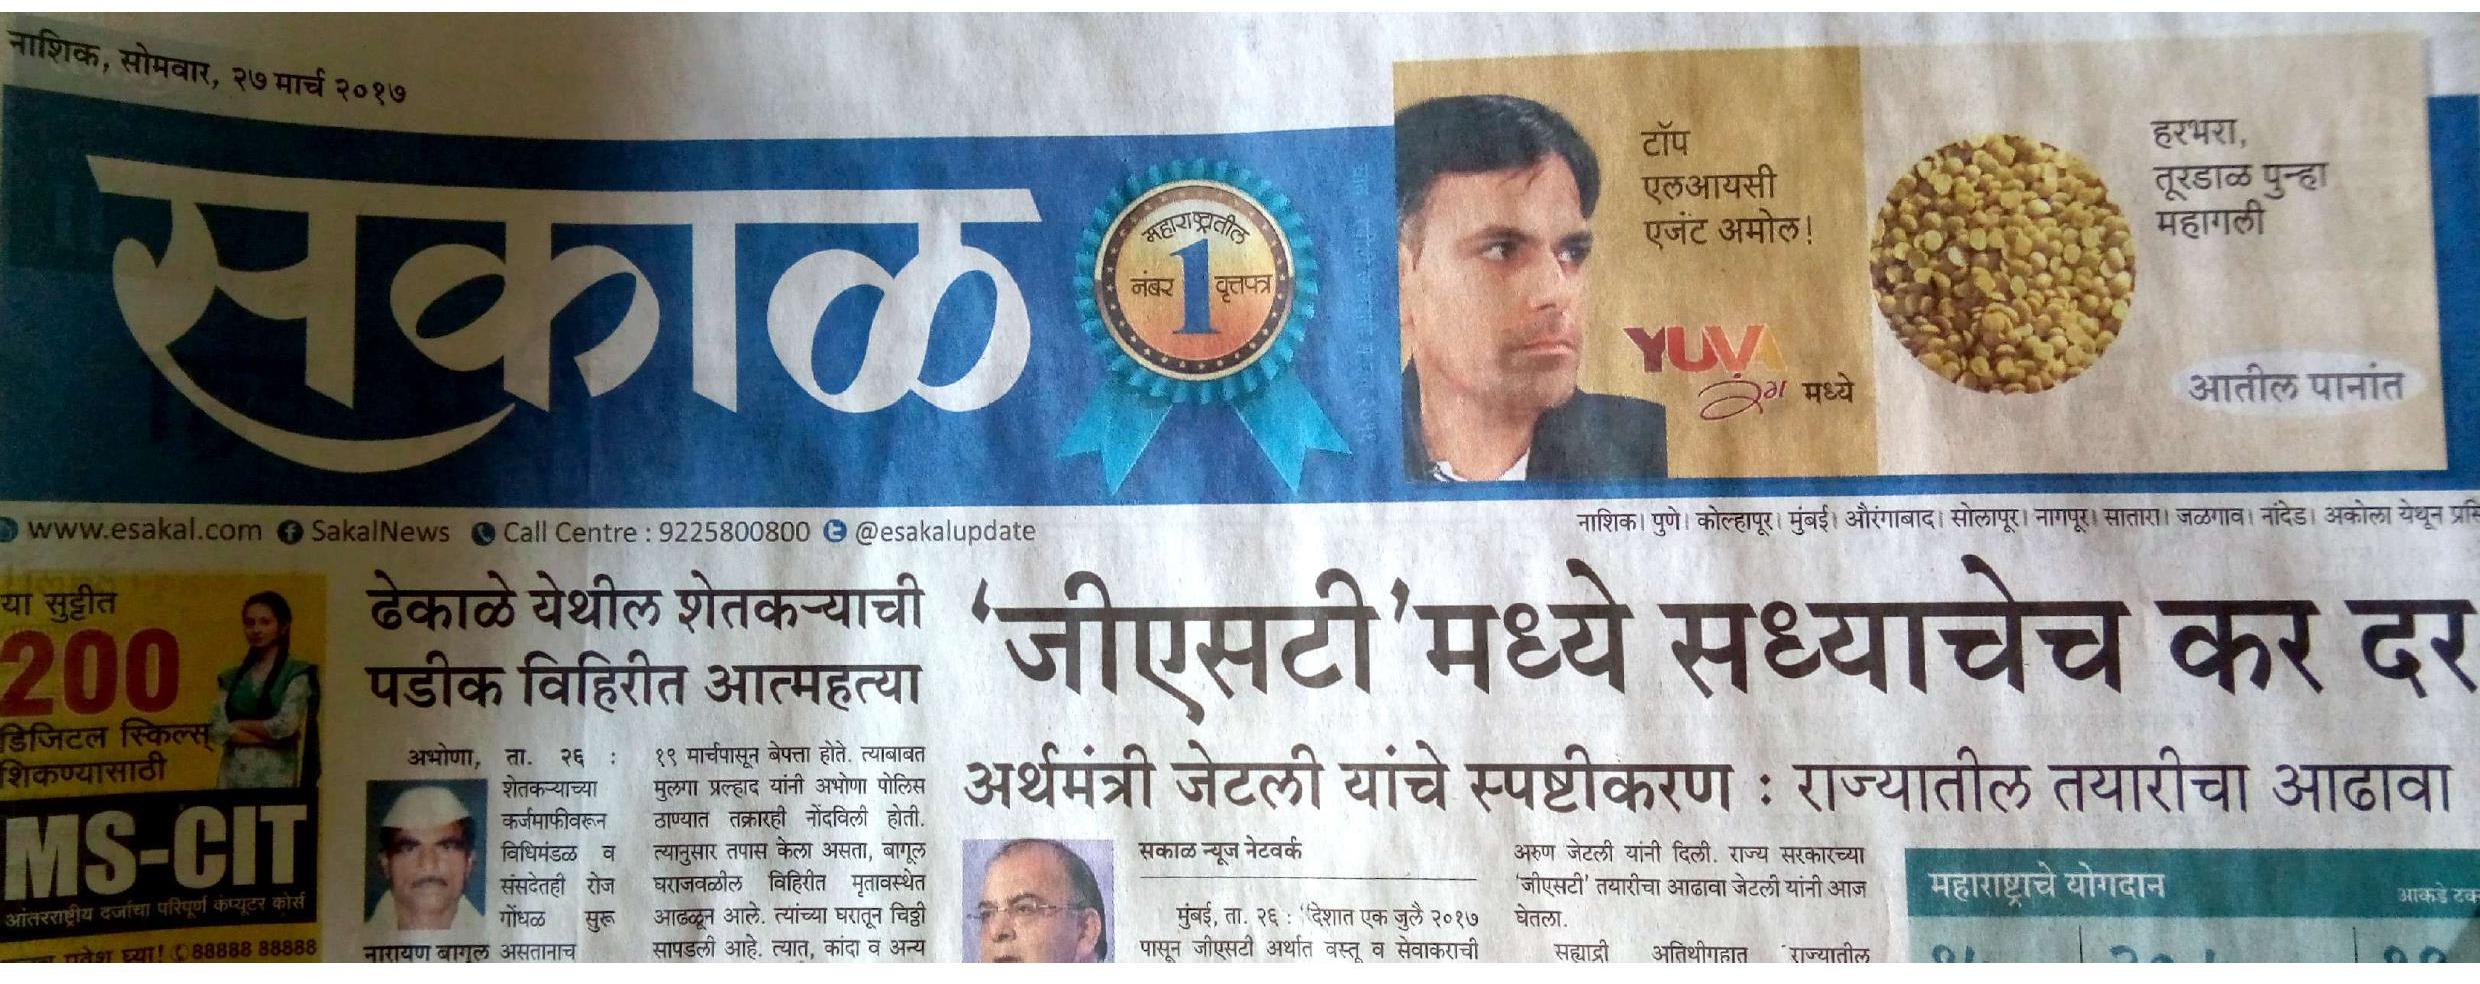 नाशिक, सोमवार, २७ मार्च २०१७
सकाळ
महाराष्ट्रातील
नंबर 1 वृत्तपत्र
टॉप
एलआयसी
एजंट अमोल!
YUVA
रंग मध्ये
हरभरा,
तूरडाळ पुन्हा
महागली
आतील पानांत
www.esakal.com SakalNews Call Centre : 9225800800 @esakalupdate
नाशिक। पुणे। कोल्हापूर। मुंबई। औरंगाबाद। सोलापूर। नागपूर। सातारा। जळगाव। नांदेड। अकोला येथून
या सुट्टीत
200
डिजिटल स्किल्स्
शिकण्यासाठी
MS-CIT
आंतरराष्ट्रीय दर्जाचा परिपूर्ण कंप्युटर कोर्स
प्रवेश घ्या! 88888 88888
ढेकाळे येथील शेतकऱ्याची
पडीक विहिरीत आत्महत्या
अभोणा, ता. २६ :
शेतकऱ्याच्या
कर्जमाफीवरून
विधिमंडळ व
संसदेतही रोज
गोंधळ सुरू
नारायण बागूल असतानाच
१९ मार्चपासून बेपत्ता होते. त्याबाबत
मुलगा प्रल्हाद यांनी अभोणा पोलिस
ठाण्यात तक्रारही नोंदविली होती.
त्यानुसार तपास केला असता, बागूल
घराजवळील विहिरीत मृतावस्थेत
आढळून आले. त्यांच्या घरातून चिठ्ठी
सापडली आहे. त्यात, कांदा व अन्य
‘जीएसटी’मध्ये सध्याचेच कर दर
अर्थमंत्री जेटली यांचे स्पष्टीकरण : राज्यातील तयारीचा आढावा
सकाळ न्यूज नेटवर्क
मुंबई, ता. २६ : ''देशात एक जुलै २०१७
पासून जीएसटी अर्थात वस्तू व सेवाकराची
अरुण जेटली यांनी दिली. राज्य सरकारच्या
'जीएसटी' तयारीचा आढावा जेटली यांनी आज
घेतला.
सह्याद्री अतिथीगृहात राज्यातील
महाराष्ट्राचे योगदान
आकडे